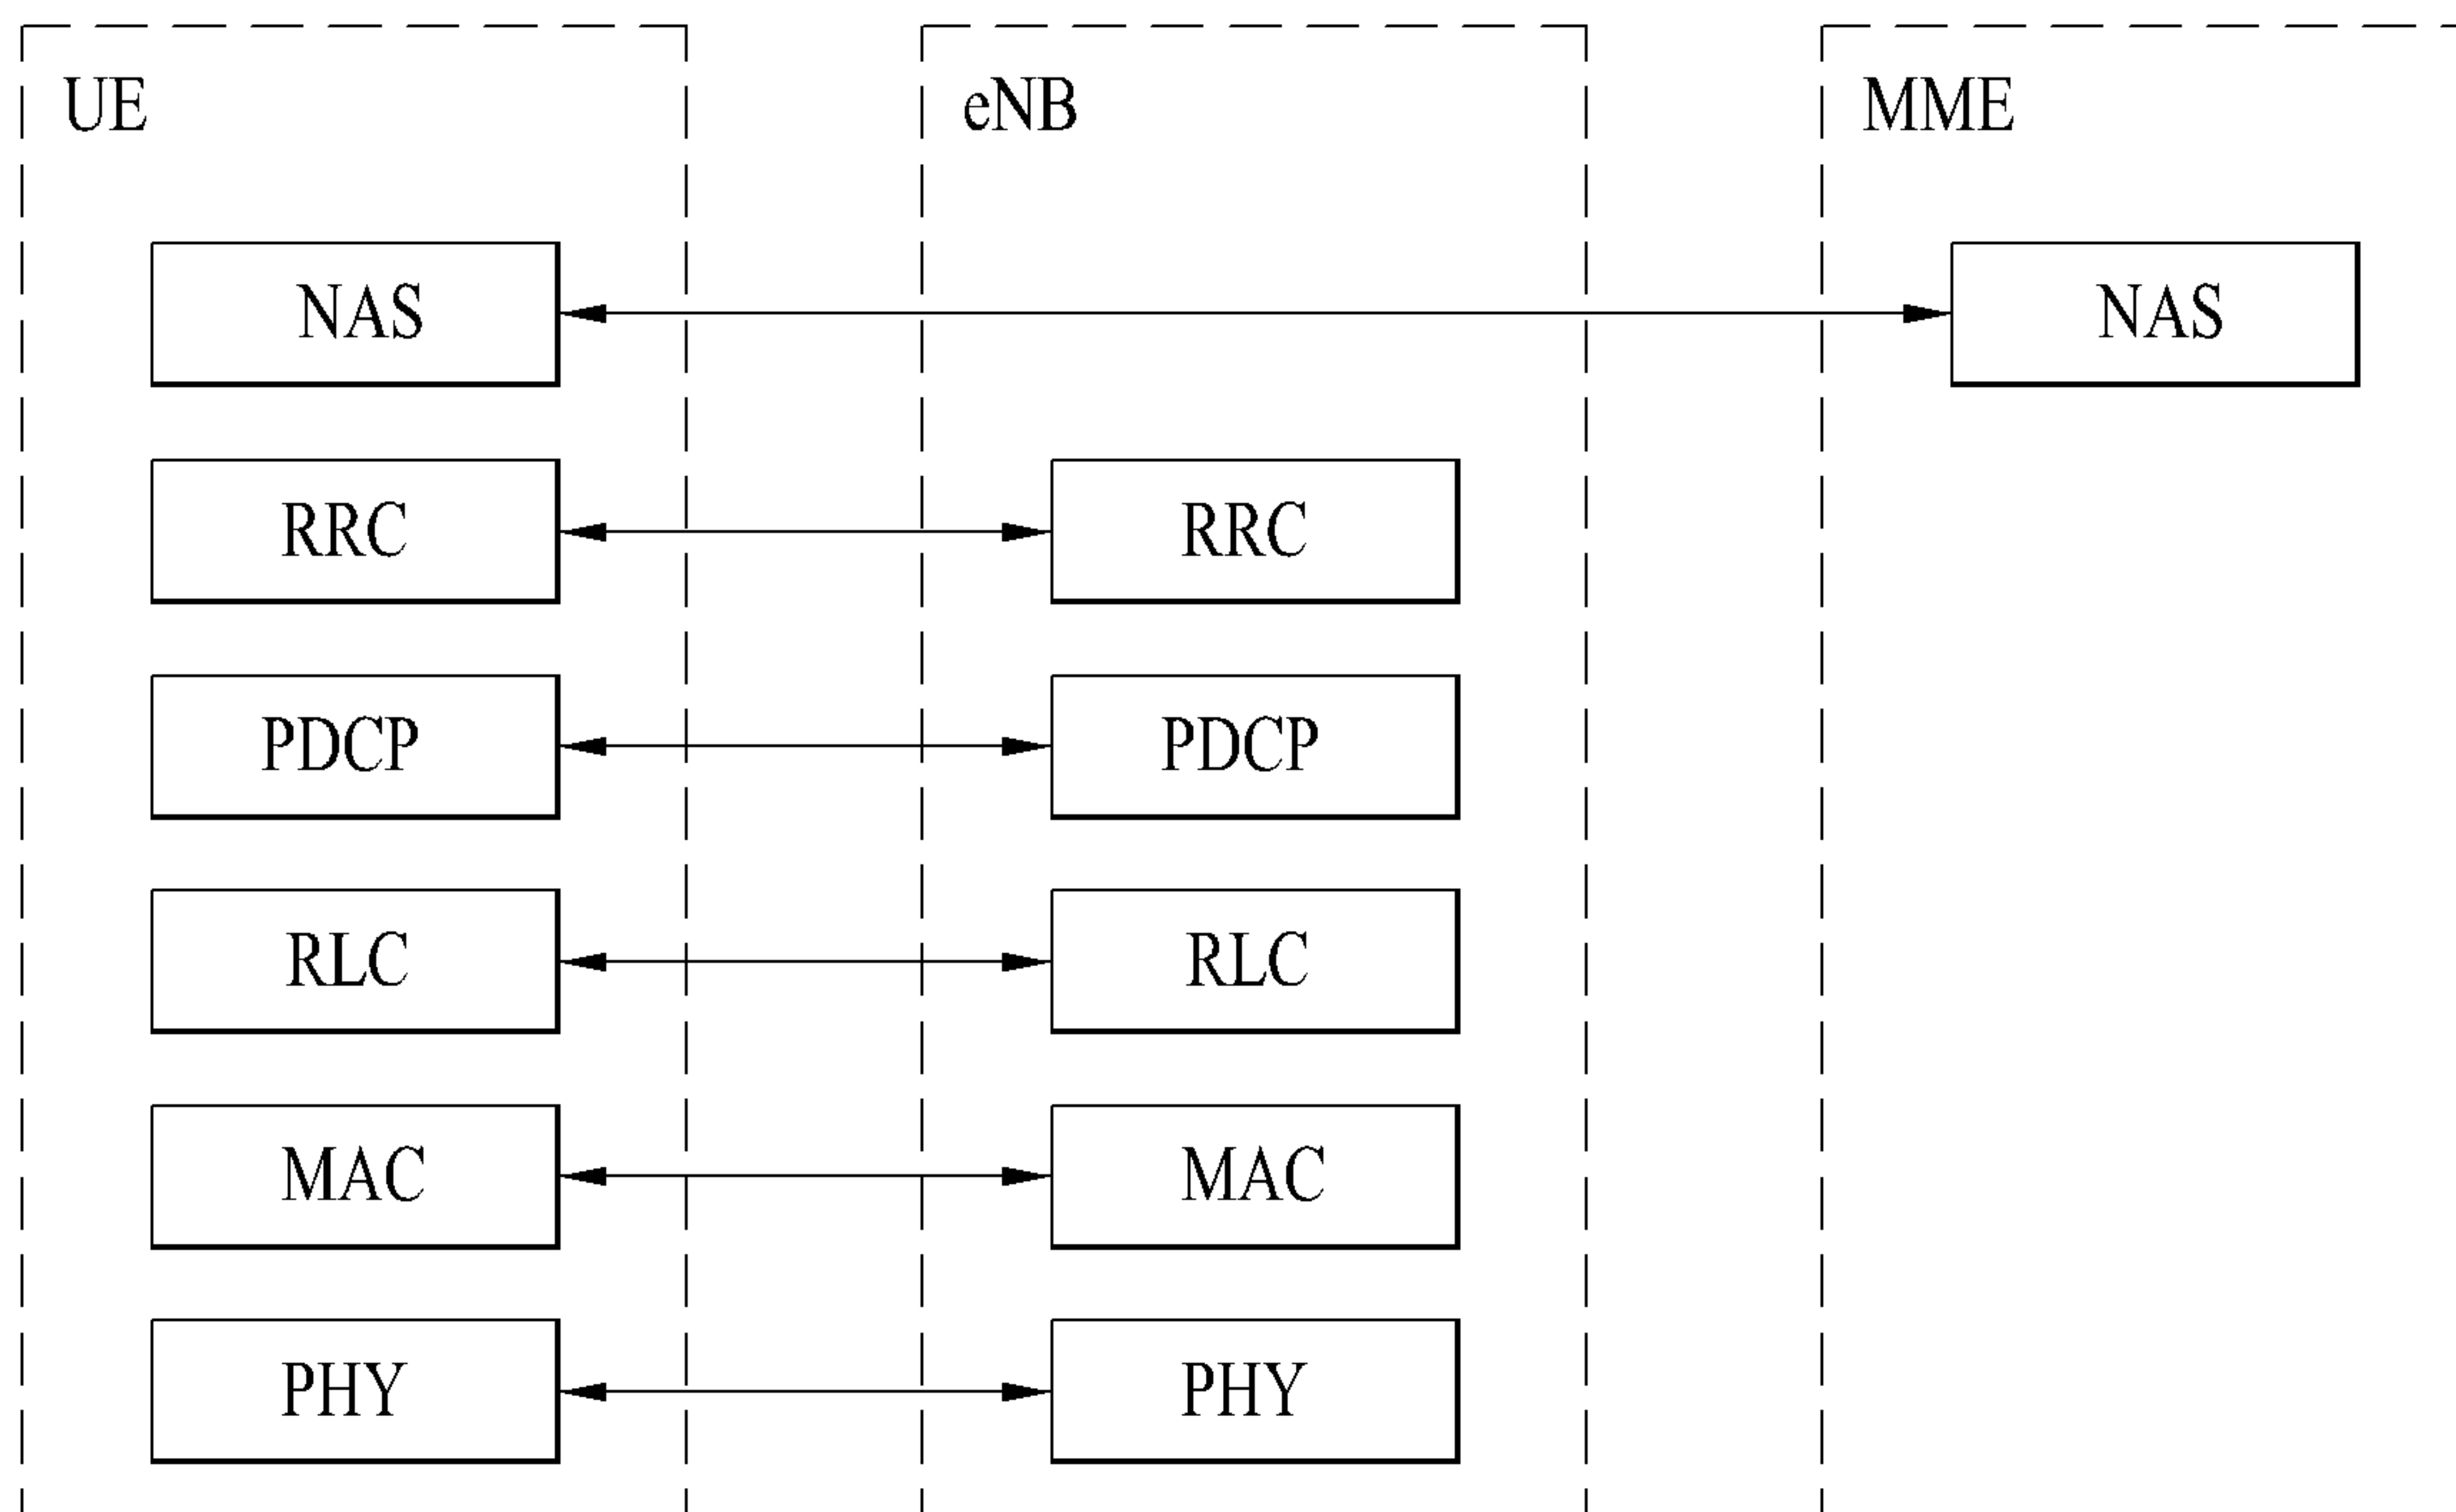 UE
eNB
MME
NAS
NAS
RRC
RRC
PDCP
PDCP
RLC
RLC
MAC
MAC
PHY
PHY